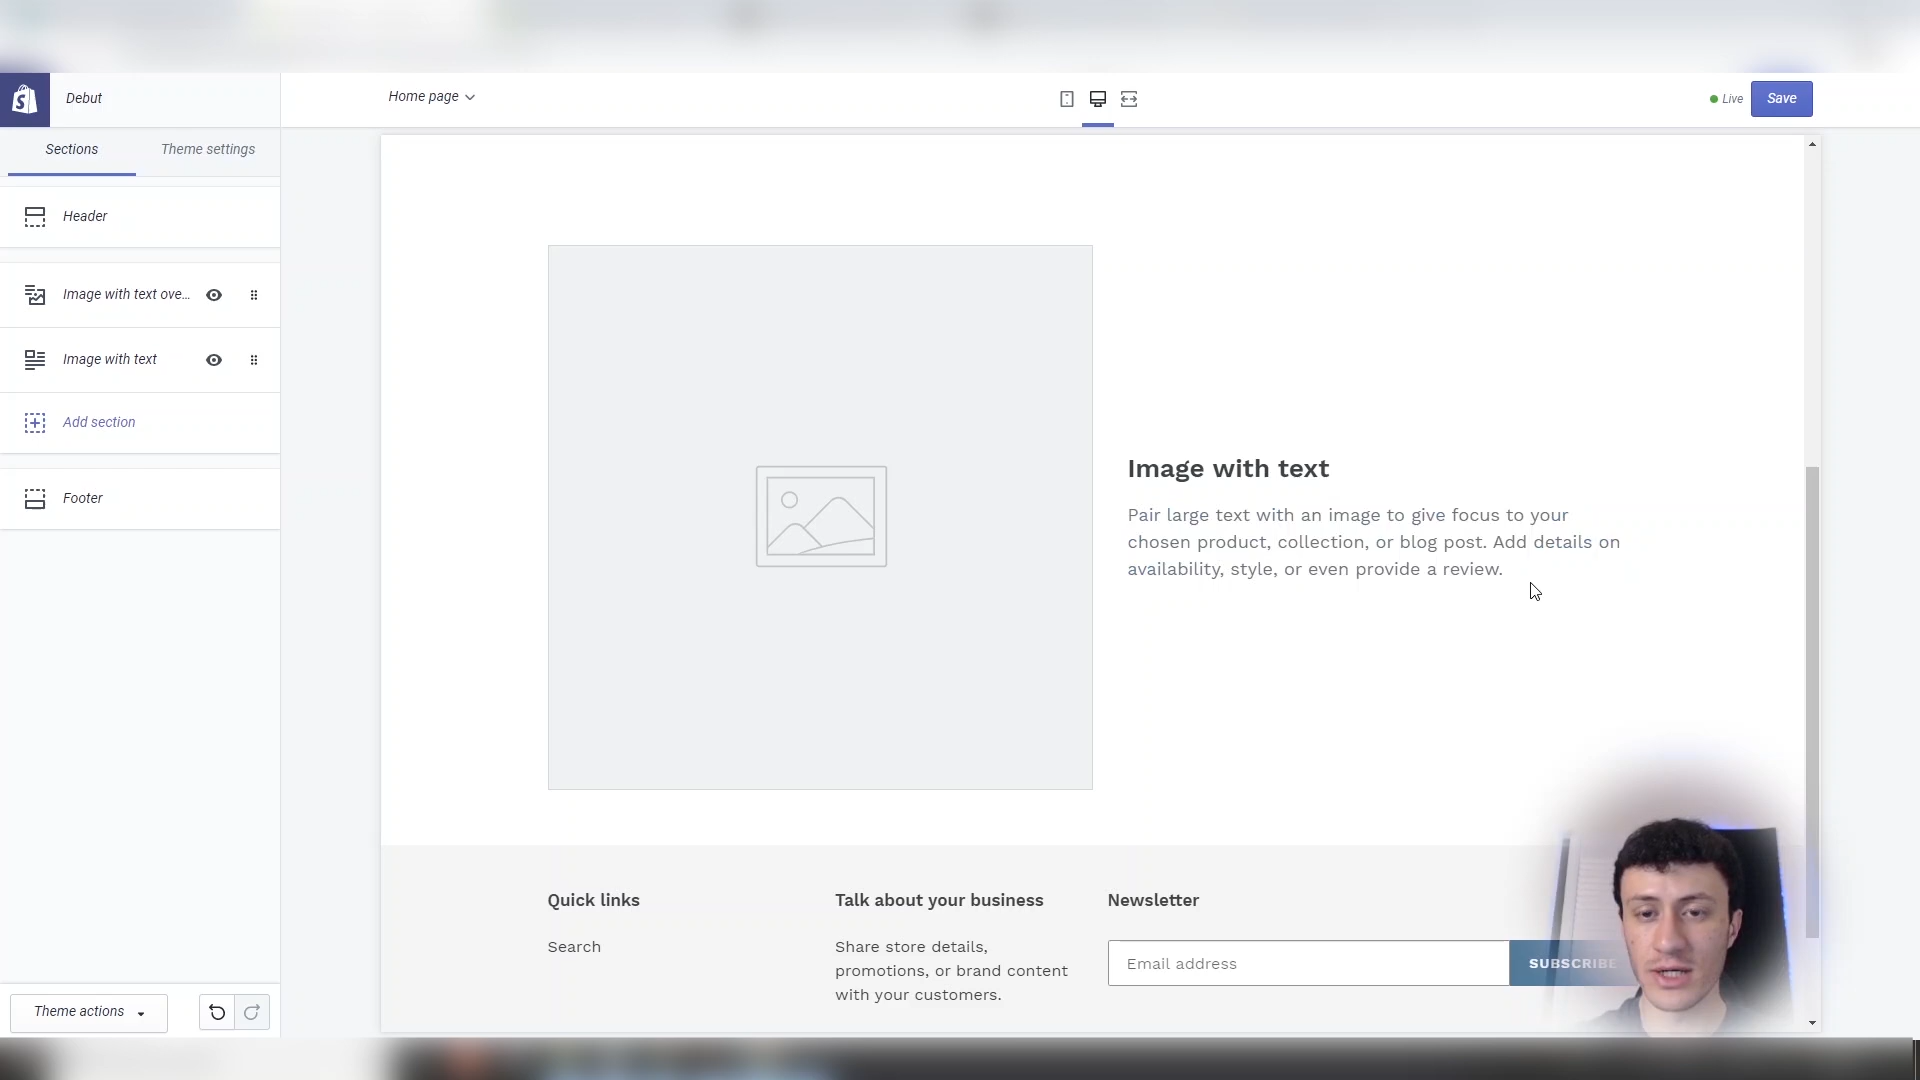 Debut
Home page
Live
Save
Sections
Theme settings
Header
Image with text ove...
Image with text
Add section
Footer
Image with text
Pair large text with an image to give focus to your
chosen product, collection, or blog post. Add details on
availability, style, or even provide a review.
Quick links
Search
Talk about your business
Share store details,
promotions, or brand content
with your customers.
Newsletter
Email address
SUBSCRIBE
Theme actions